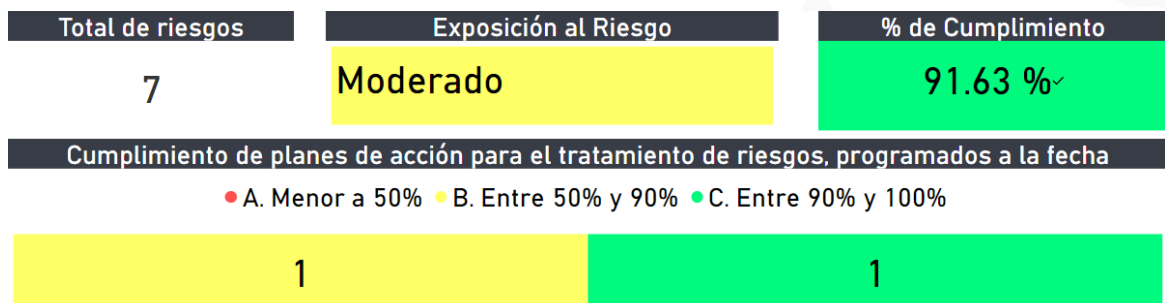 Total de riesgos
Exposición al Riesgo
% de Cumplimiento
7
Moderado
91.63 %✓
Cumplimiento de planes de acción para el tratamiento de riesgos, programados a la fecha
A. Menor a 50% B. Entre 50% y 90% C. Entre 90% y 100%
1
1